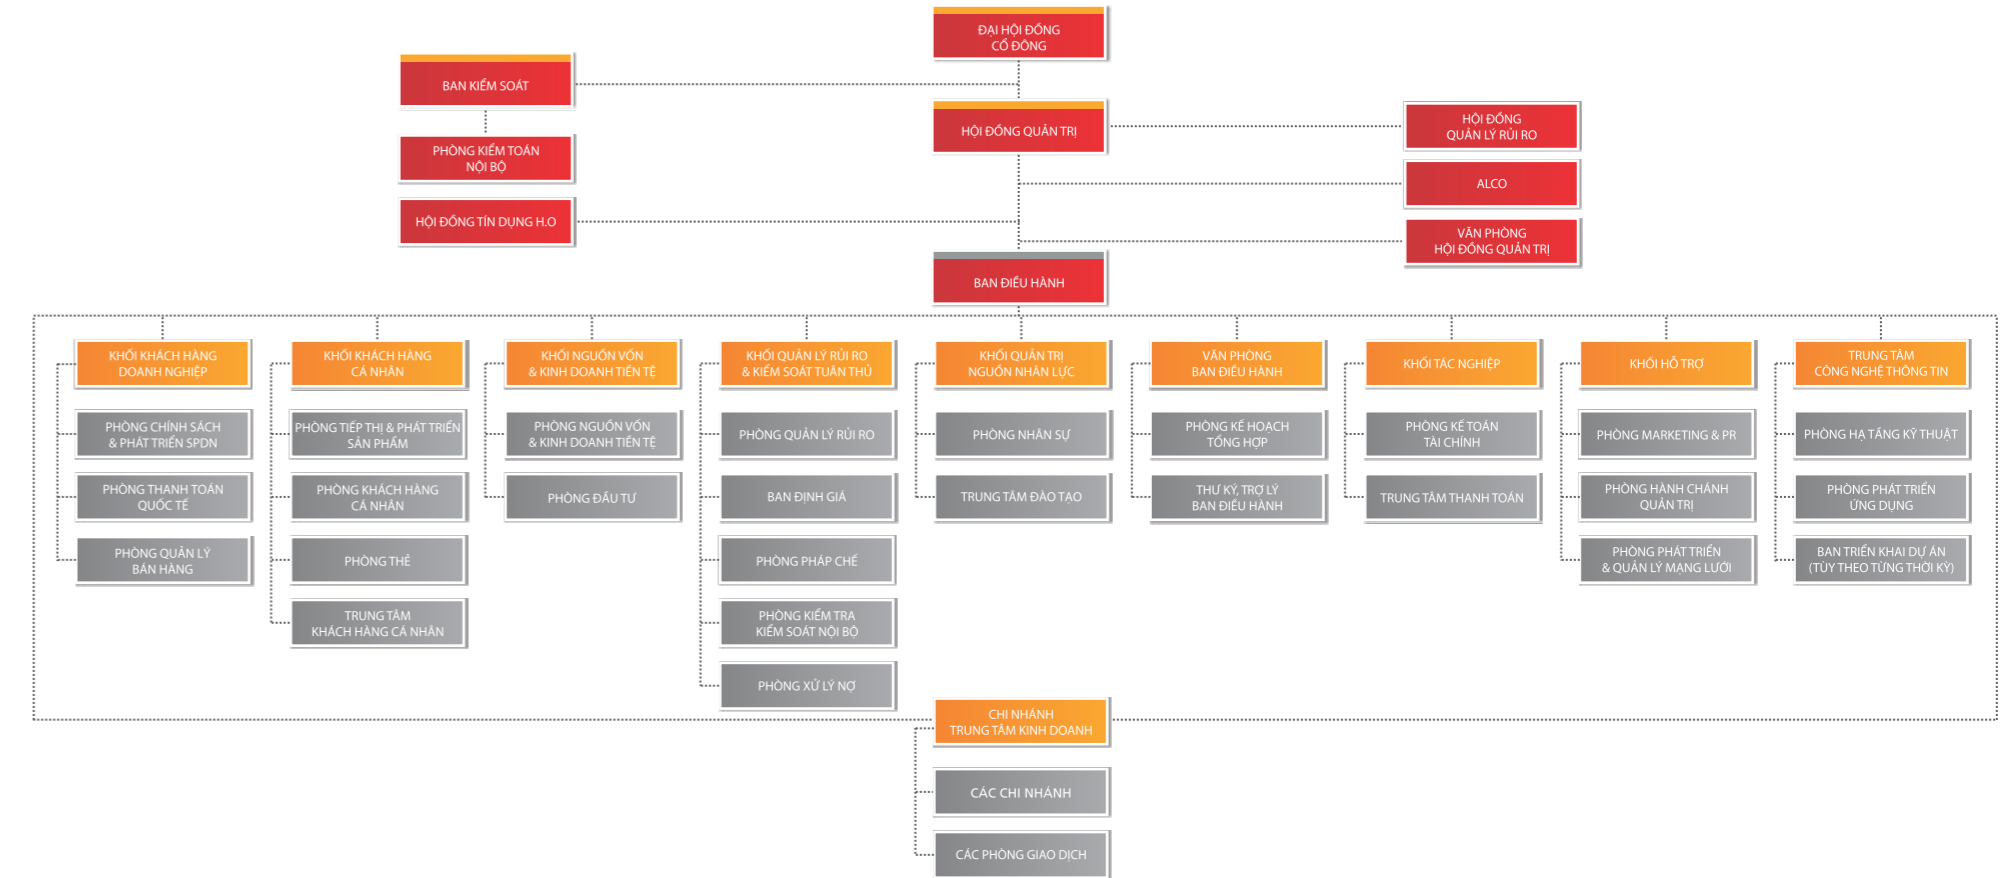 ĐẠI HỘI ĐỒNG
CỔ ĐÔNG
BAN KIỂM SOÁT
HỘI ĐỒNG QUẢN TRỊ
HỘI ĐỒNG
QUẢN LÝ RỦI RO
PHÒNG KIỂM TOÁN
NỘI BỘ
ALCO
HỘI ĐỒNG TÍN DỤNG H.O
VĂN PHÒNG
HỘI ĐỒNG QUẢN TRỊ
BAN ĐIỀU HÀNH
KHỐI KHÁCH HÀNG
DOANH NGHIỆP
PHÒNG CHÍNH SÁCH
& PHÁT TRIỂN SPDN
PHÒNG THANH TOÁN
QUỐC TẾ
PHÒNG QUẢN LÝ
BÁN HÀNG
KHỐI KHÁCH HÀNG
CÁ NHÂN
PHÒNG TIẾP THỊ & PHÁT TRIỂN
SẢN PHẨM
PHÒNG KHÁCH HÀNG
CÁ NHÂN
PHÒNG THẺ
TRUNG TÂM
KHÁCH HÀNG CÁ NHÂN
KHỐI NGUỒN VỐN
& KINH DOANH TIỀN TỆ
PHÒNG NGUỒN VỐN
& KINH DOANH TIỀN TỆ
PHÒNG ĐẦU TƯ
KHỐI QUẢN LÝ RỦI RO
& KIỂM SOÁT TUÂN THỦ
PHÒNG QUẢN LÝ RỦI RO
BAN ĐỊNH GIÁ
PHÒNG PHÁP CHẾ
PHÒNG KIỂM TRA
KIỂM SOÁT NỘI BỘ
PHÒNG XỬ LÝ NỢ
KHỐI QUẢN TRỊ
NGUỒN NHÂN LỰC
PHÒNG NHÂN SỰ
TRUNG TÂM ĐÀO TẠO
VĂN PHÒNG
BAN ĐIỀU HÀNH
PHÒNG KẾ HOẠCH
TỔNG HỢP
THƯ KÝ, TRỢ LÝ
BAN ĐIỀU HÀNH
KHỐI TÁC NGHIỆP
PHÒNG KẾ TOÁN
TÀI CHÍNH
TRUNG TÂM THANH TOÁN
KHỐI HỖ TRỢ
PHÒNG MARKETING & PR
PHÒNG HÀNH CHÁNH
QUẢN TRỊ
PHÒNG PHÁT TRIỂN
& QUẢN LÝ MẠNG LƯỚI
TRUNG TÂM
CÔNG NGHỆ THÔNG TIN
PHÒNG HẠ TẦNG KỸ THUẬT
PHÒNG PHÁT TRIỂN
ỨNG DỤNG
BAN TRIỂN KHAI DỰ ÁN
(TÙY THEO TỪNG THỜI KỲ)
CHI NHÁNH
TRUNG TÂM KINH DOANH
CÁC CHI NHÁNH
CÁC PHÒNG GIAO DỊCH